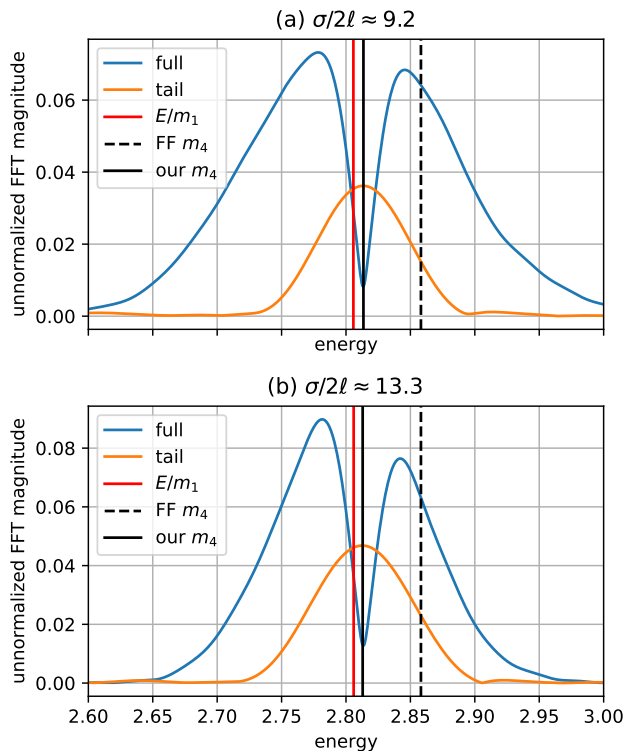 (a) σ/2ℓ ≈ 9.2
unnormalized FFT magnitude
0.06
0.04
0.02
0.00
full
tail
E/m₁
FF m₄
our m₄
energy
(b) σ/2ℓ ≈ 13.3
unnormalized FFT magnitude
0.08
0.06
0.04
0.02
0.00
full
tail
E/m₁
FF m₄
our m₄
2.60 2.65 2.70 2.75 2.80 2.85 2.90 2.95 3.00
energy